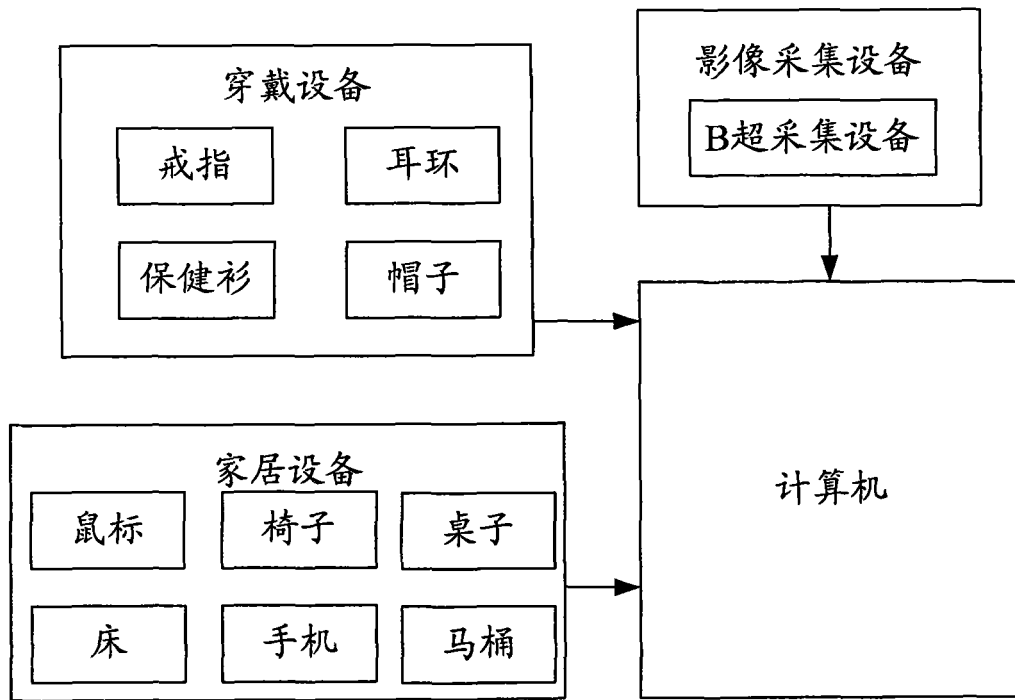 穿戴设备
戒指
耳环
保健衫
帽子
影像采集设备
B超采集设备
家居设备
鼠标
椅子
桌子
床
手机
马桶
计算机